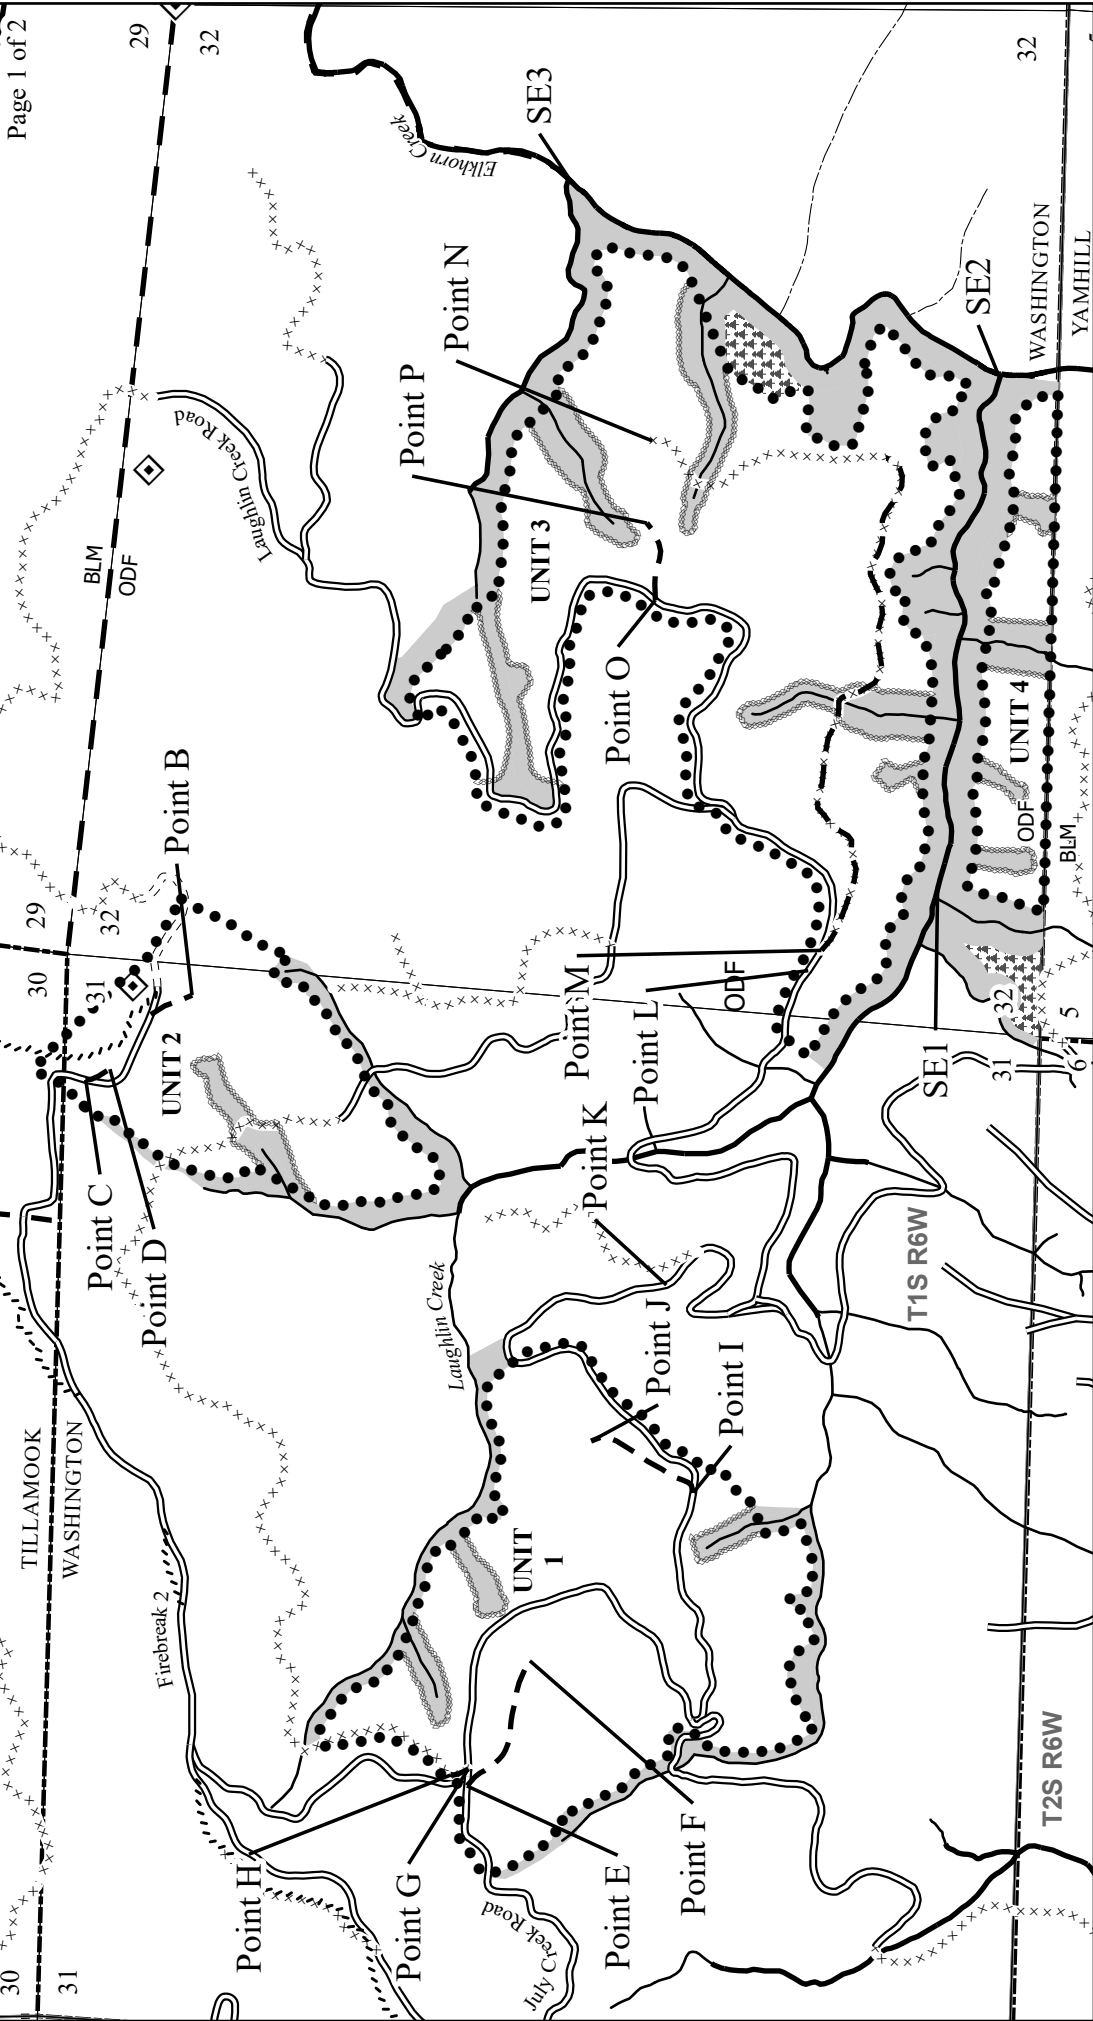 Page 1 of 2
29
32
32
SE3
Elkhorn Creek
Point N
Point P
SE2
WASHINGTON
YAMHILL
Laughlin Creek Road
BLM
ODF
UNIT 3
Point O
UNIT 4
ODF
BLM
Point B
29
32
30
31
UNIT 2
Point M
ODF
Point L
SE1
32
31
5
6
Point K
Point C
Point D
Laughlin Creek
T1S R6W
Point J
Point I
TILLAMOOK
WASHINGTON
Firebreak 2
UNIT
1
Point H
Point G
Point E
Point F
July Creek Road
T2S R6W
30
31